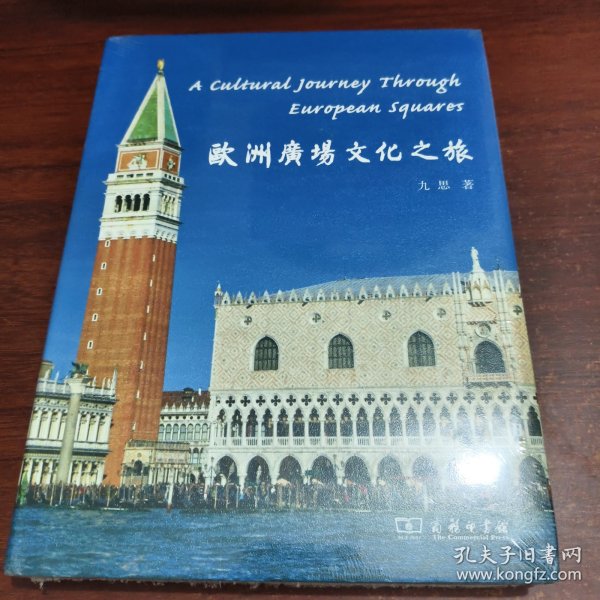 A Cultural Journey Through
European Squares
歐洲廣場文化之旅
九思 著
商務印書館
The Commercial Press
孔夫子旧书网
www.kongfz.com